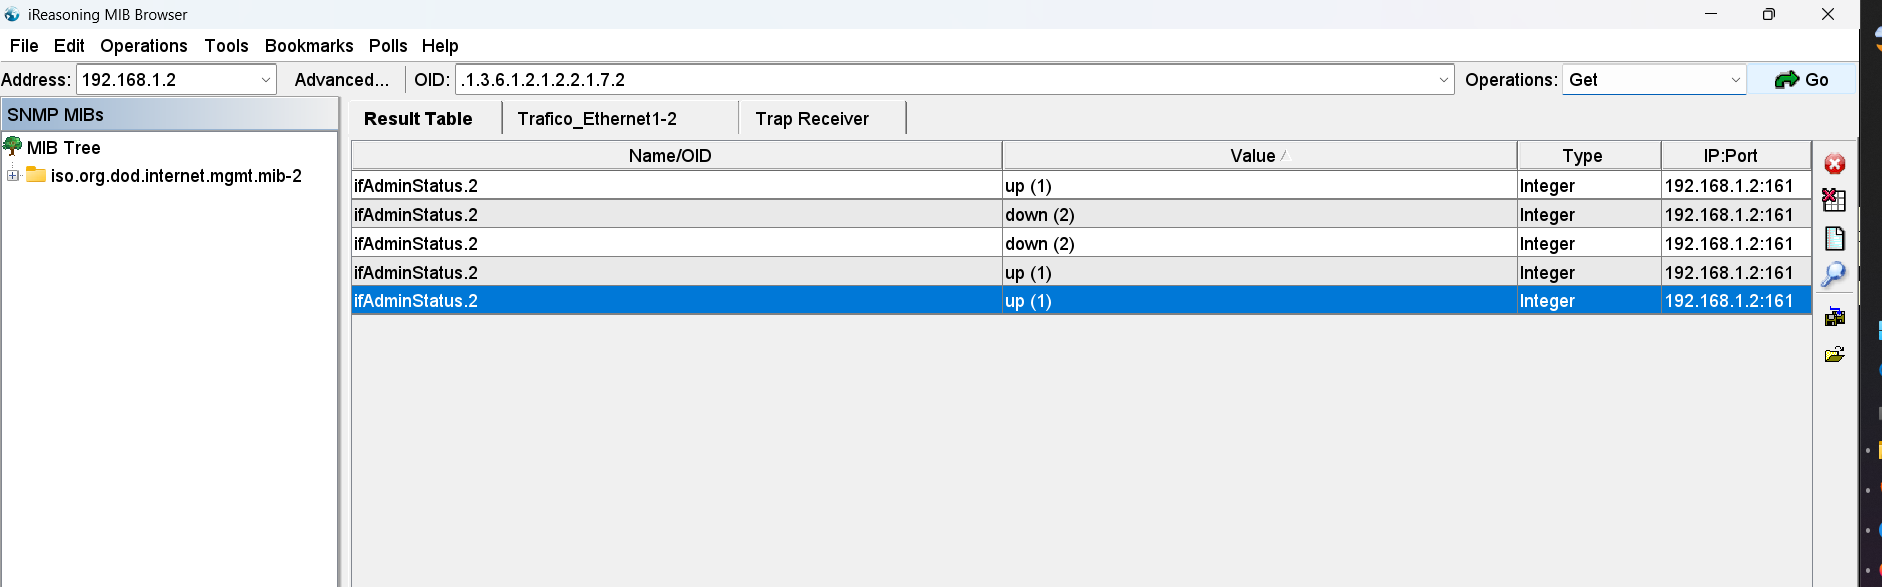 iReasoning MIB Browser
File Edit Operations Tools Bookmarks Polls Help
Address: 192.168.1.2 Advanced... OID: .1.3.6.1.2.1.2.2.1.7.2 Operations: Get Go
SNMP MIBs
MIB Tree
iso.org.dod.internet.mgmt.mib-2
Result Table Trafico_Ethernet1-2 Trap Receiver
Name/OID Value Type IP:Port
ifAdminStatus.2 up (1) Integer 192.168.1.2:161
ifAdminStatus.2 down (2) Integer 192.168.1.2:161
ifAdminStatus.2 down (2) Integer 192.168.1.2:161
ifAdminStatus.2 up (1) Integer 192.168.1.2:161
ifAdminStatus.2 up (1) Integer 192.168.1.2:161